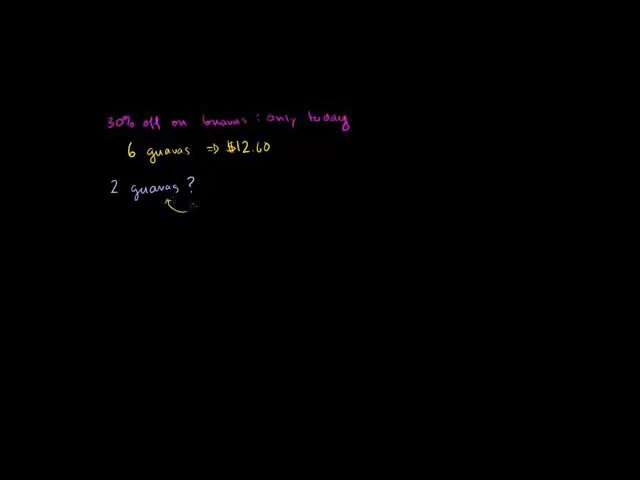 30% off on Guavas : only today
6 guavas ⇒ $12.60
2 guavas ?